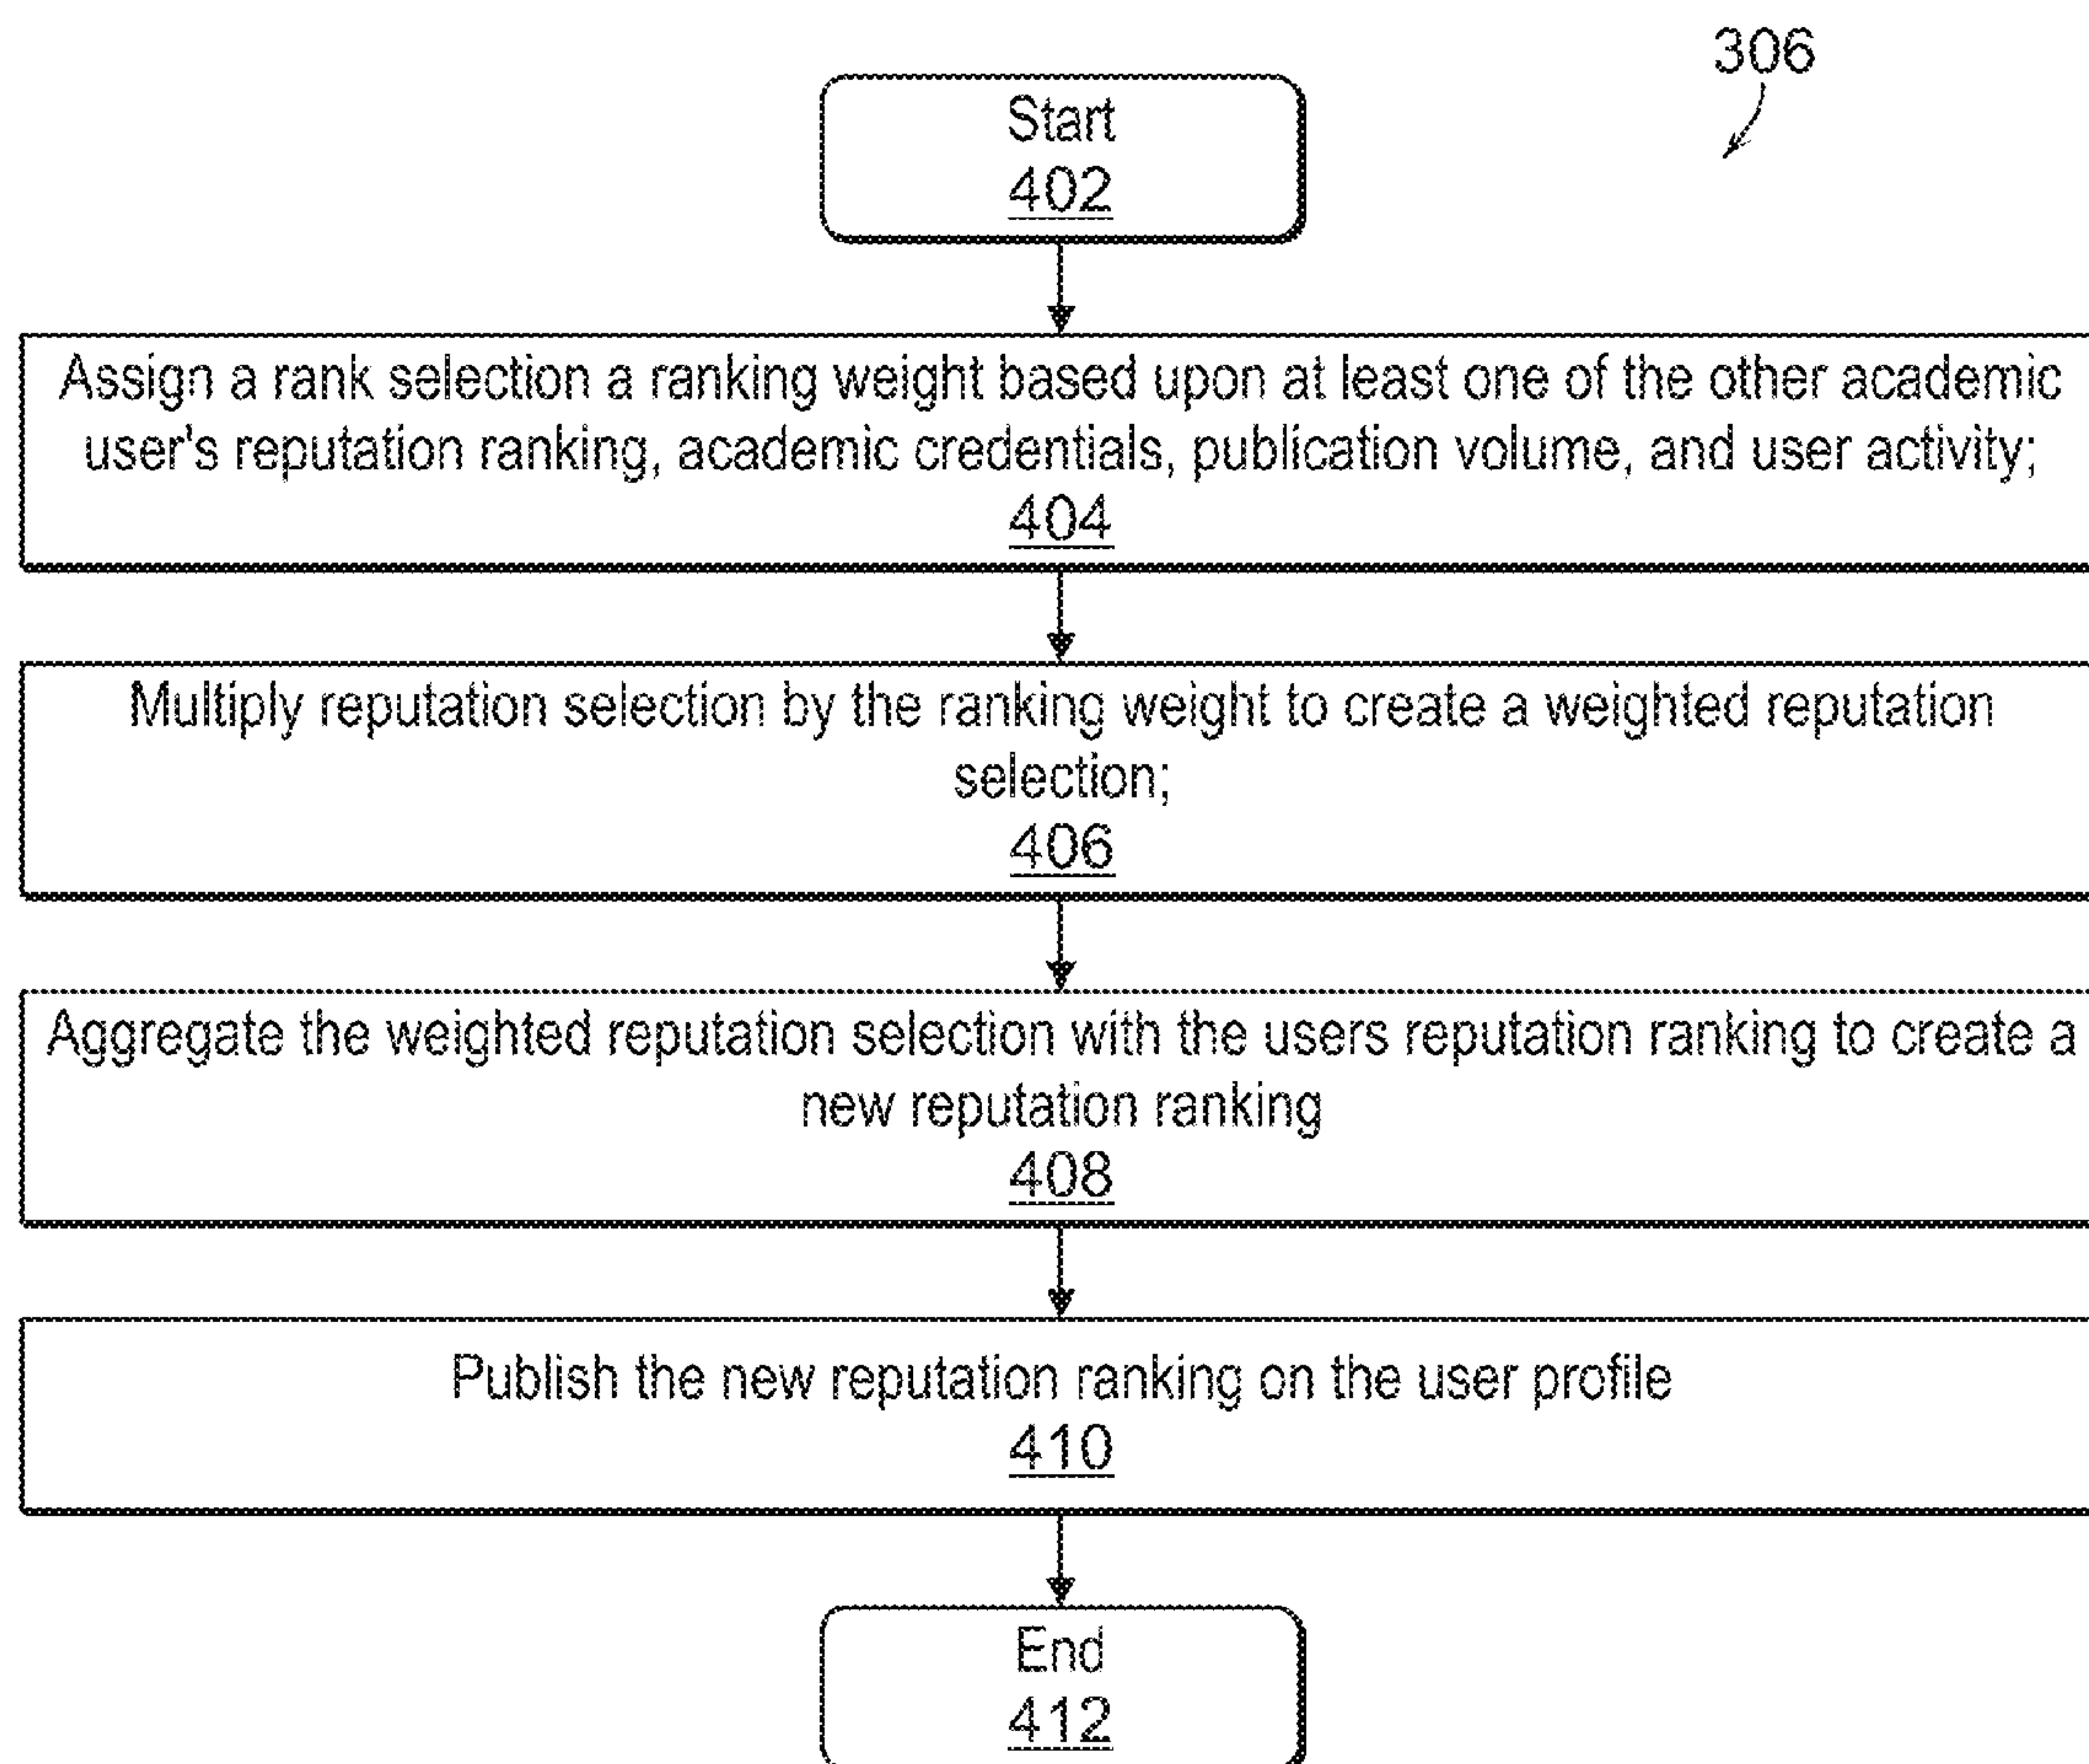 306
Start
402
Assign a rank selection a ranking weight based upon at least one of the other academic
user's reputation ranking, academic credentials, publication volume, and user activity;
404
Multiply reputation selection by the ranking weight to create a weighted reputation
selection;
406
Aggregate the weighted reputation selection with the users reputation ranking to create a
new reputation ranking
408
Publish the new reputation ranking on the user profile
410
End
412